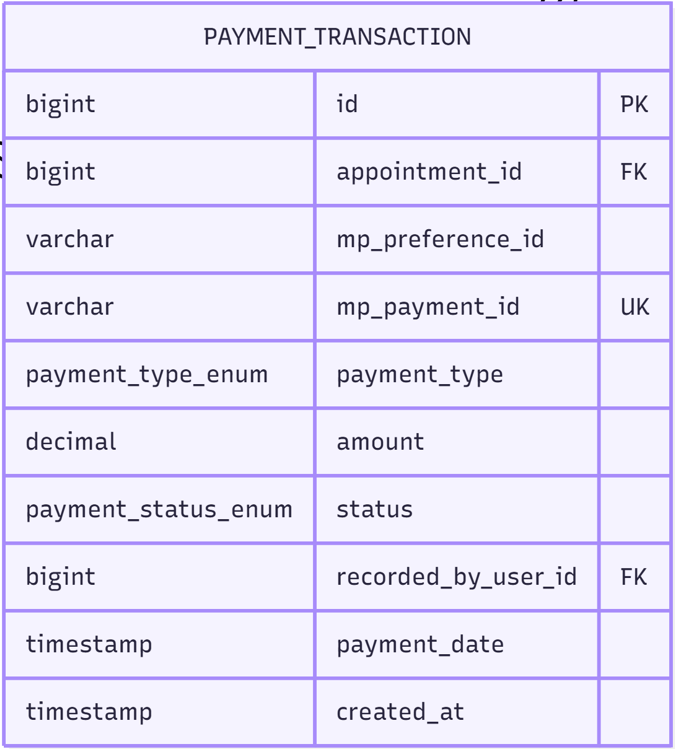 PAYMENT_TRANSACTION
bigint id PK
bigint appointment_id FK
varchar mp_preference_id
varchar mp_payment_id UK
payment_type_enum payment_type
decimal amount
payment_status_enum status
bigint recorded_by_user_id FK
timestamp payment_date
timestamp created_at